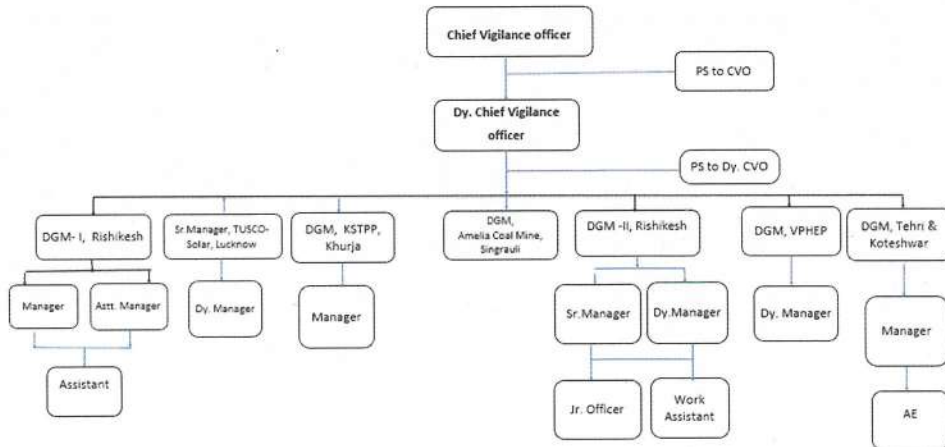 Chief Vigilance officer
PS to CVO
Dy. Chief Vigilance
officer
PS to Dy. CVO
DGM- I, Rishikesh
Sr Manager, TUSCO-
Solar, Lucknow
DGM, KSTPP,
Khurja
DGM,
Amelia Coal Mine,
Singrauli
DGM -II, Rishikesh
DGM, VPHEP
DGM, Tehri &
Koteshwar
Manager
Astt. Manager
Dy. Manager
Manager
Sr.Manager
Dy.Manager
Dy. Manager
Manager
Assistant
Jr. Officer
Work
Assistant
AE